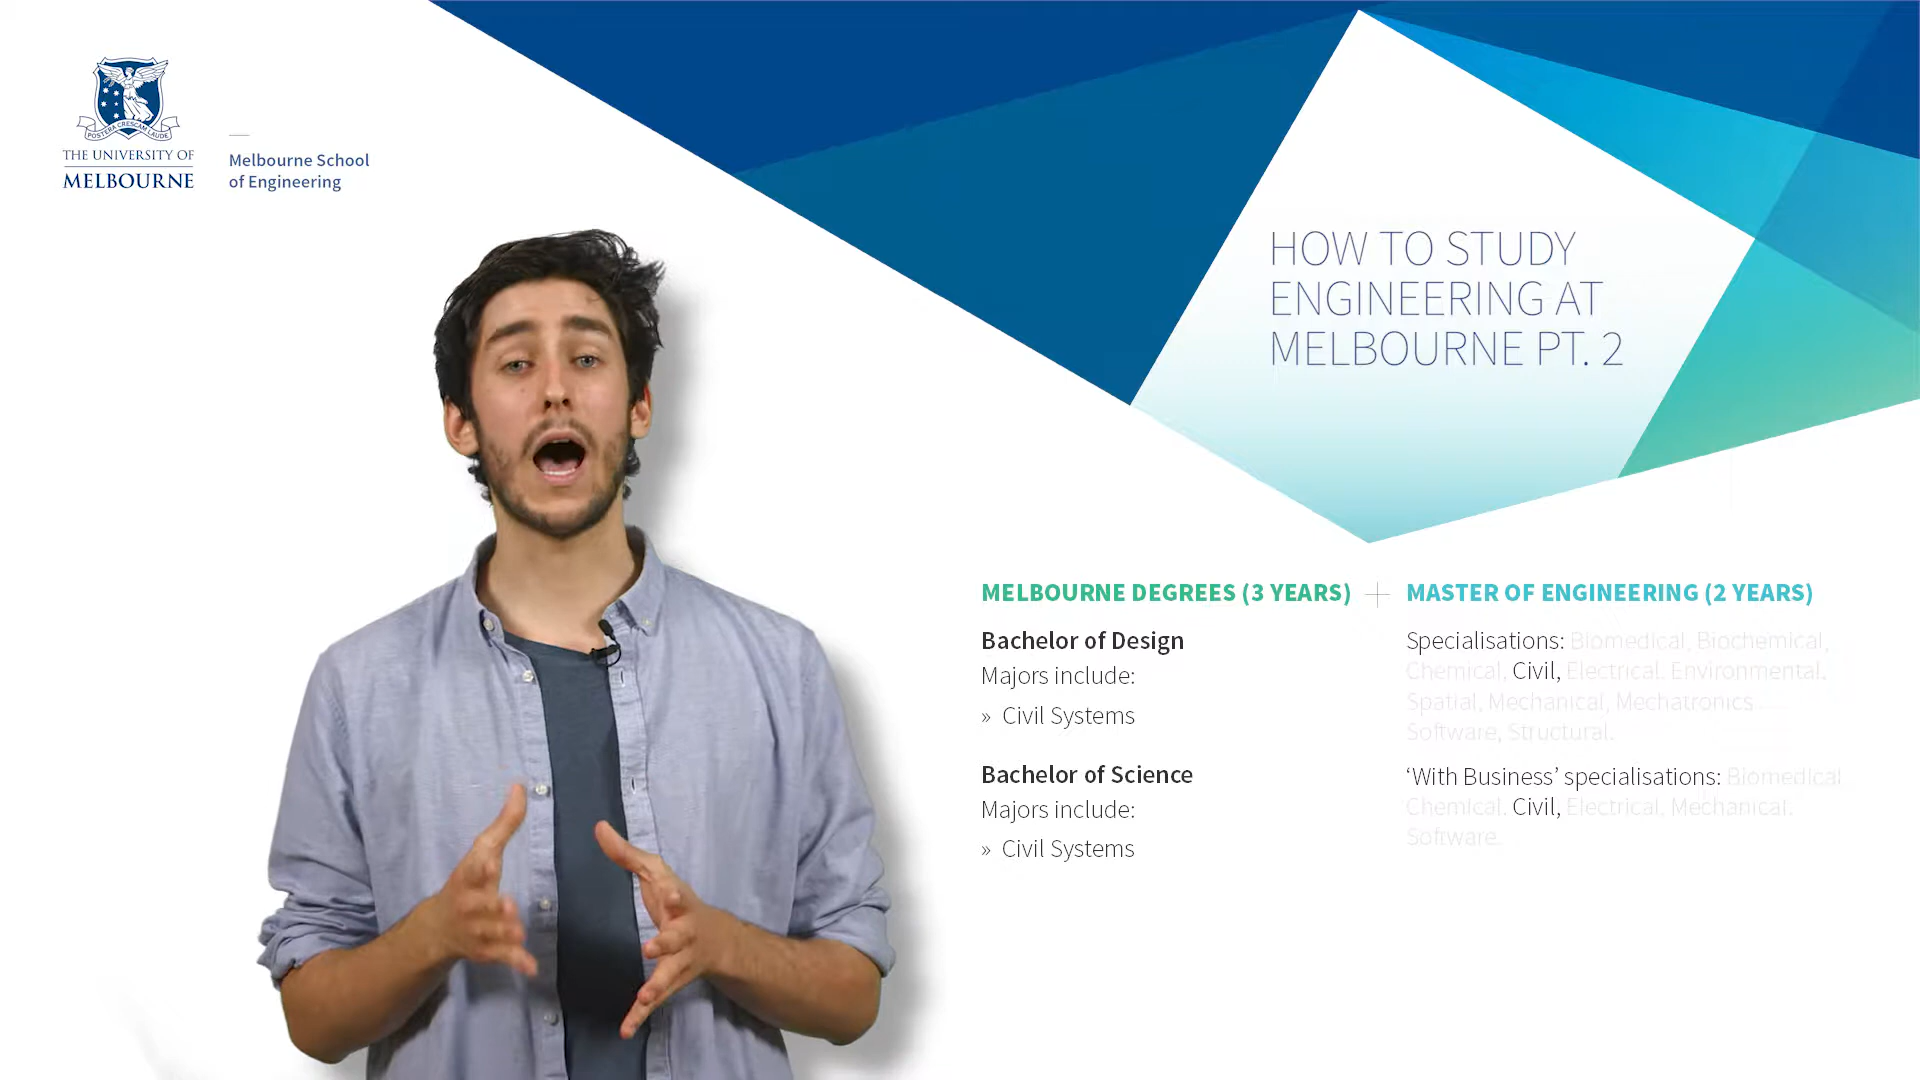 POSTERA CRESCAM LAUDE
THE UNIVERSITY OF
MELBOURNE
Melbourne School
of Engineering
HOW TO STUDY
ENGINEERING AT
MELBOURNE PT. 2
MELBOURNE DEGREES (3 YEARS)
Bachelor of Design
Majors include:
» Civil Systems
Bachelor of Science
Majors include:
» Civil Systems
MASTER OF ENGINEERING (2 YEARS)
Specialisations: Biomedical, Biochemical,
Chemical, Civil, Electrical. Environmental.
Spatial, Mechanical, Mechatronics
Software, Structural.
‘With Business’ specialisations: Biomedical
Chemical. Civil, Electrical, Mechanical.
Software.